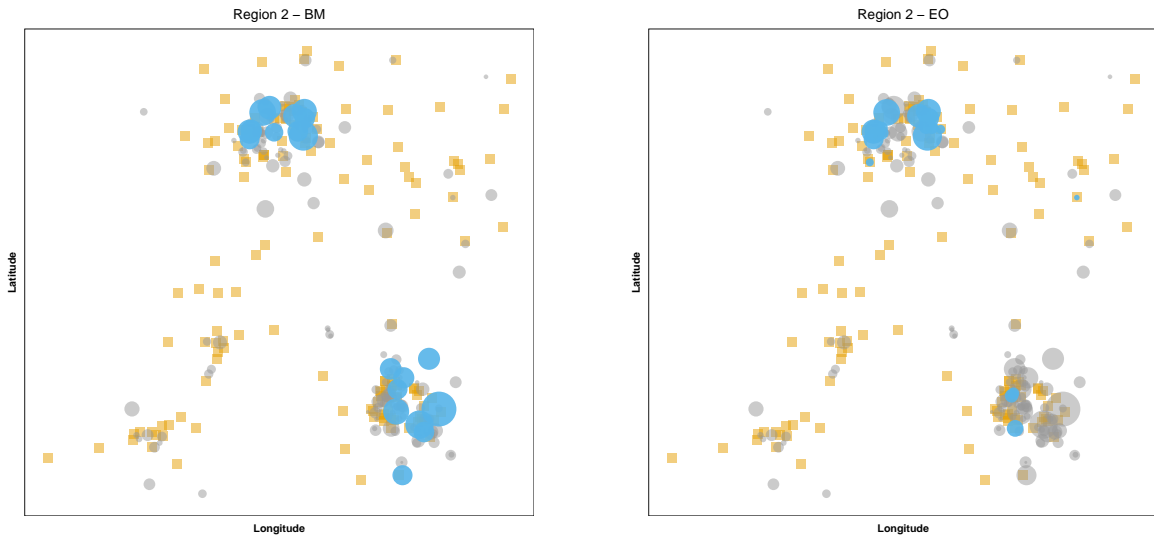 Region 2 – BM
Latitude
Longitude
Region 2 – EO
Latitude
Longitude